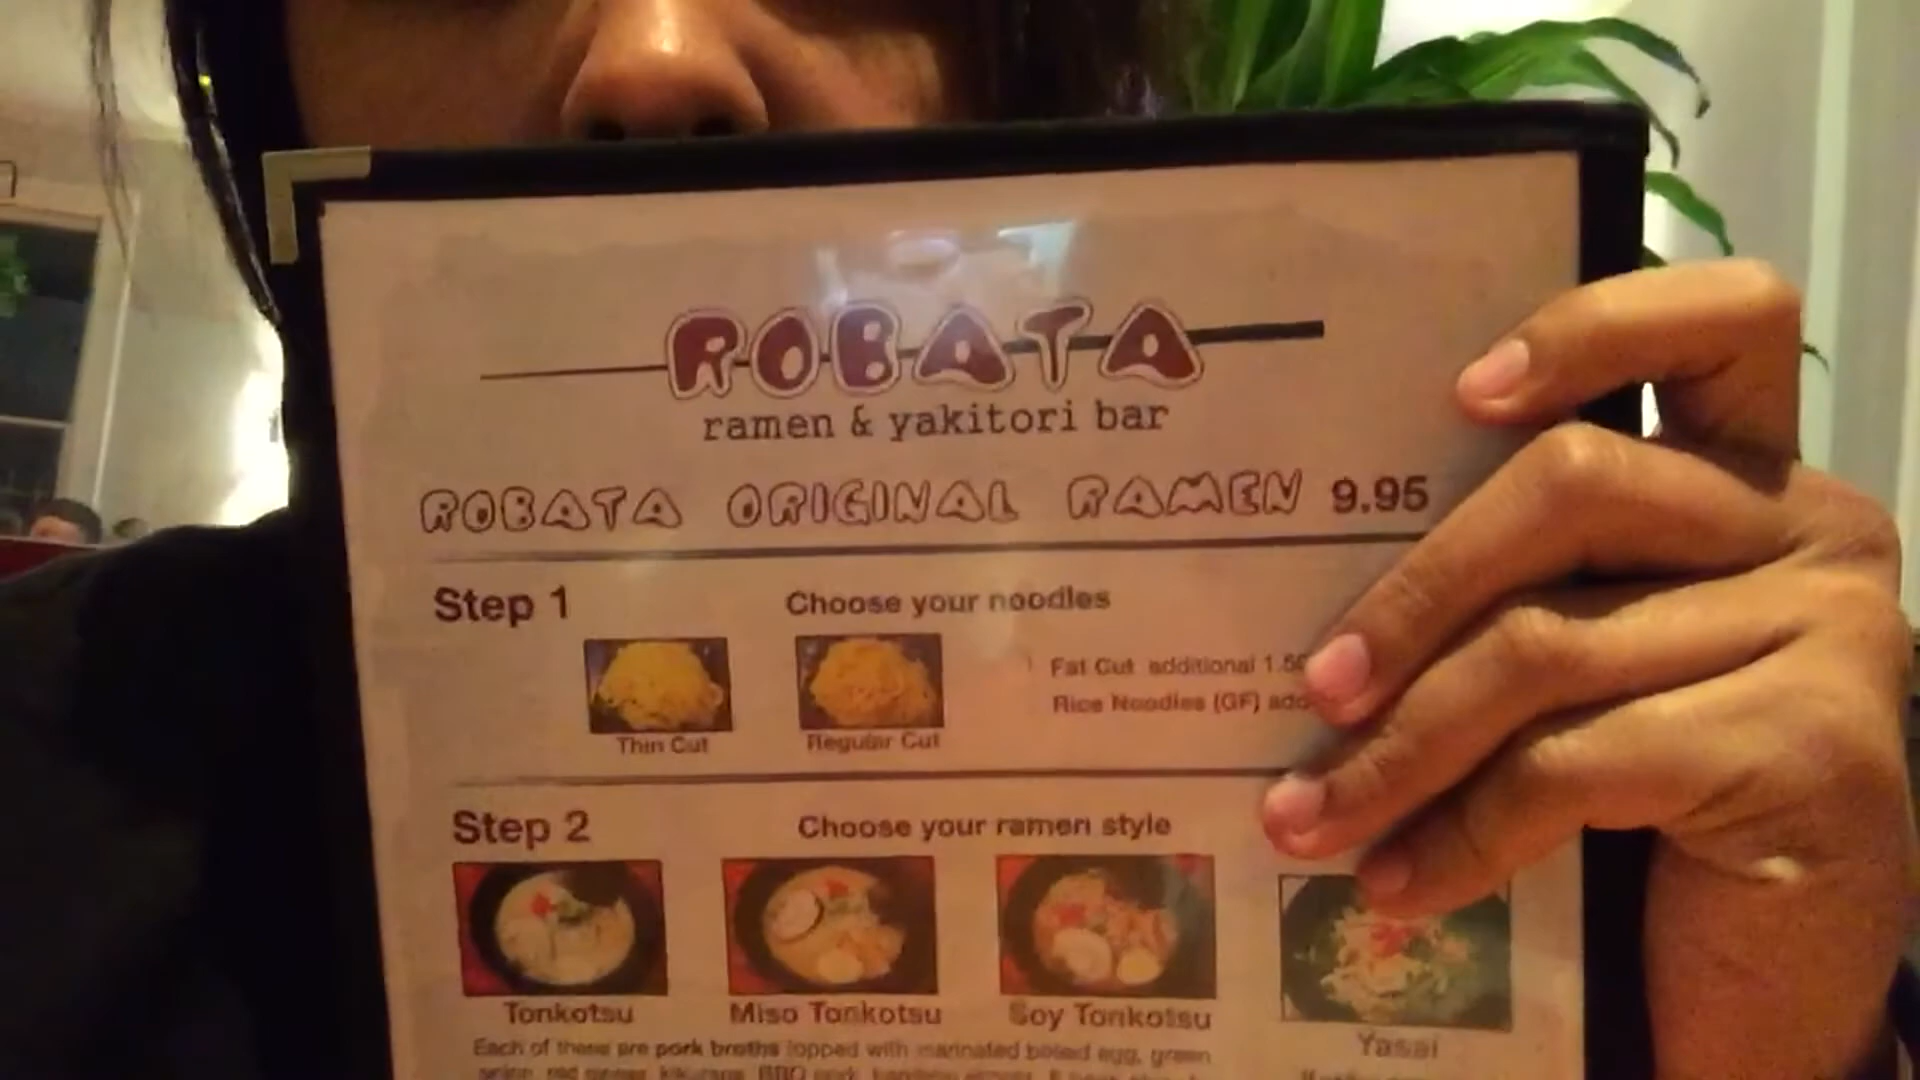 ROBATA
ramen & yakitori bar
ROBATA ORIGINAL RAMEN 9.95
Step 1 Choose your noodles
Fat Cut additional 1.50
Rice Noodles (GF)
Thin Cut Regular Cut
Step 2 Choose your ramen style
Tonkotsu Miso Tonkotsu Soy Tonkotsu Yasai
Each of these are pork broths topped with marinated boiled egg, green